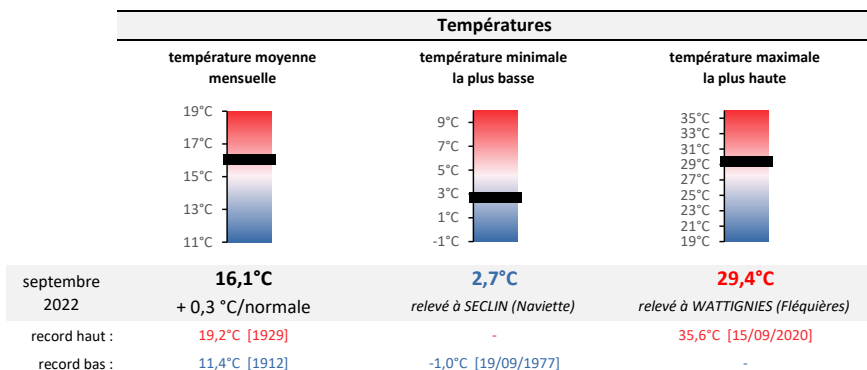 Températures
température moyenne mensuelle
température minimale la plus basse
température maximale la plus haute
19°C
17°C
15°C
13°C
11°C
9°C
7°C
5°C
3°C
1°C
-1°C
35°C
33°C
31°C
29°C
27°C
25°C
23°C
21°C
19°C
septembre 2022
16,1°C
+ 0,3 °C/normale
2,7°C
relevé à SECLIN (Naviette)
29,4°C
relevé à WATTIGNIES (Fléquières)
record haut : 19,2°C [1929] - 35,6°C [15/09/2020]
record bas : 11,4°C [1912] -1,0°C [19/09/1977] -